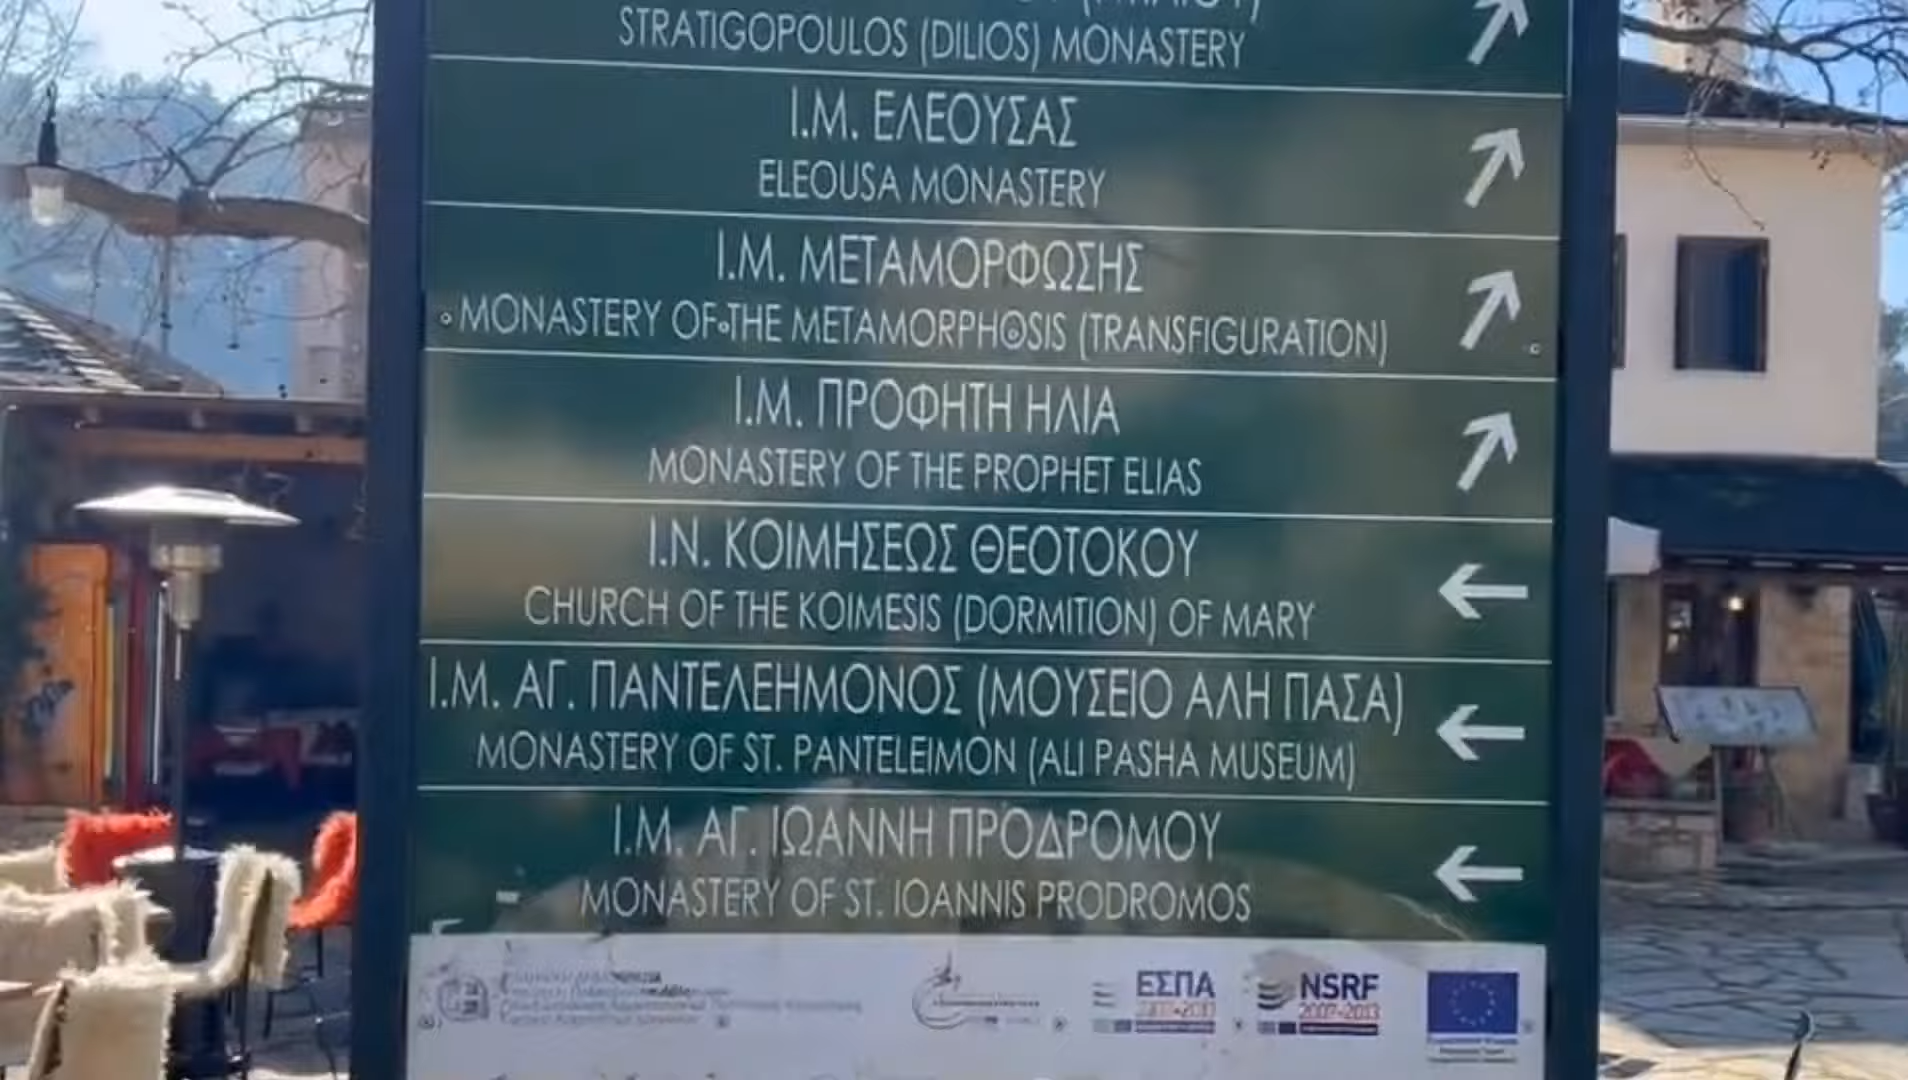 STRATIGOPOULOS (DILIOS) MONASTERY
Ι.Μ. ΕΛΕΟΥΣΑΣ
ELEOUSA MONASTERY
Ι.Μ. ΜΕΤΑΜΟΡΦΩΣΗΣ
MONASTERY OF THE METAMORPHOSIS (TRANSFIGURATION)
Ι.Μ. ΠΡΟΦΗΤΗ ΗΛΙΑ
MONASTERY OF THE PROPHET ELIAS
Ι.Ν. ΚΟΙΜΗΣΕΩΣ ΘΕΟΤΟΚΟΥ
CHURCH OF THE KOIMESIS (DORMITION) OF MARY
Ι.Μ. ΑΓ. ΠΑΝΤΕΛΕΗΜΟΝΟΣ (ΜΟΥΣΕΙΟ ΑΛΗ ΠΑΣΑ)
MONASTERY OF ST. PANTELEIMON (ALI PASHA MUSEUM)
Ι.Μ. ΑΓ. ΙΩΑΝΝΗ ΠΡΟΔΡΟΜΟΥ
MONASTERY OF ST. IOANNIS PRODROMOS
ΕΣΠΑ
NSRF
2007-2013